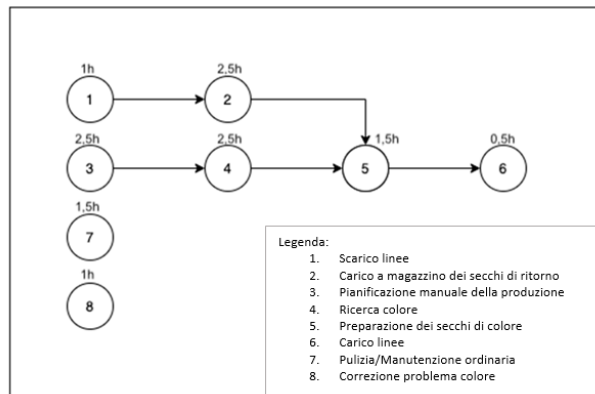 1h
2,5h
1
2
2,5h
2,5h
1,5h
0,5h
3
4
5
6
1,5h
7
1h
8
Legenda:
1. Scarico linee
2. Carico a magazzino dei secchi di ritorno
3. Pianificazione manuale della produzione
4. Ricerca colore
5. Preparazione dei secchi di colore
6. Carico linee
7. Pulizia/Manutenzione ordinaria
8. Correzione problema colore